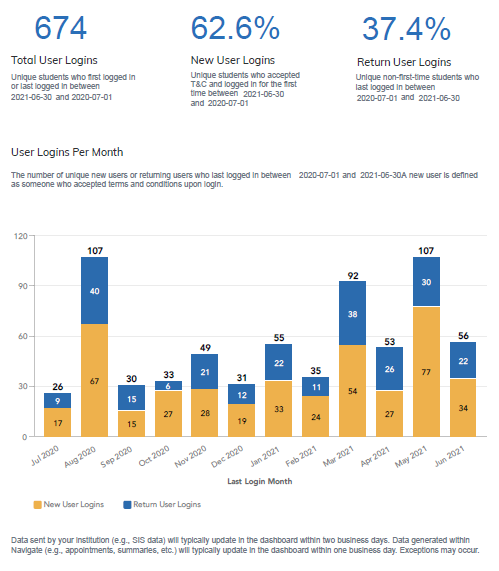 674 62.6% 37.4%
Total User Logins New User Logins Return User Logins
Unique students who first logged in
or last logged in between
2021-06-30 and 2020-07-01
Unique students who accepted
T&C and logged in for the first
time between 2021-06-30
and 2020-07-01
Unique non-first-time students who
last logged in between
2020-07-01 and 2021-06-30
User Logins Per Month
The number of unique new users or returning users who last logged in between 2020-07-01 and 2021-06-30A new user is defined
as someone who accepted terms and conditions upon login.
120
90
60
30
0
26 107 30 33 49 31 55 35 92 53 107 56
9 40 15 6 21 12 22 11 38 26 30 22
17 67 15 27 28 19 33 24 54 27 77 34
Jul 2020 Aug 2020 Sep 2020 Oct 2020 Nov 2020 Dec 2020 Jan 2021 Feb 2021 Mar 2021 Apr 2021 May 2021 Jun 2021
Last Login Month
New User Logins Return User Logins
Data sent by your institution (e.g., SIS data) will typically update in the dashboard within two business days. Data generated within
Navigate (e.g., appointments, summaries, etc.) will typically update in the dashboard within one business day. Exceptions may occur.